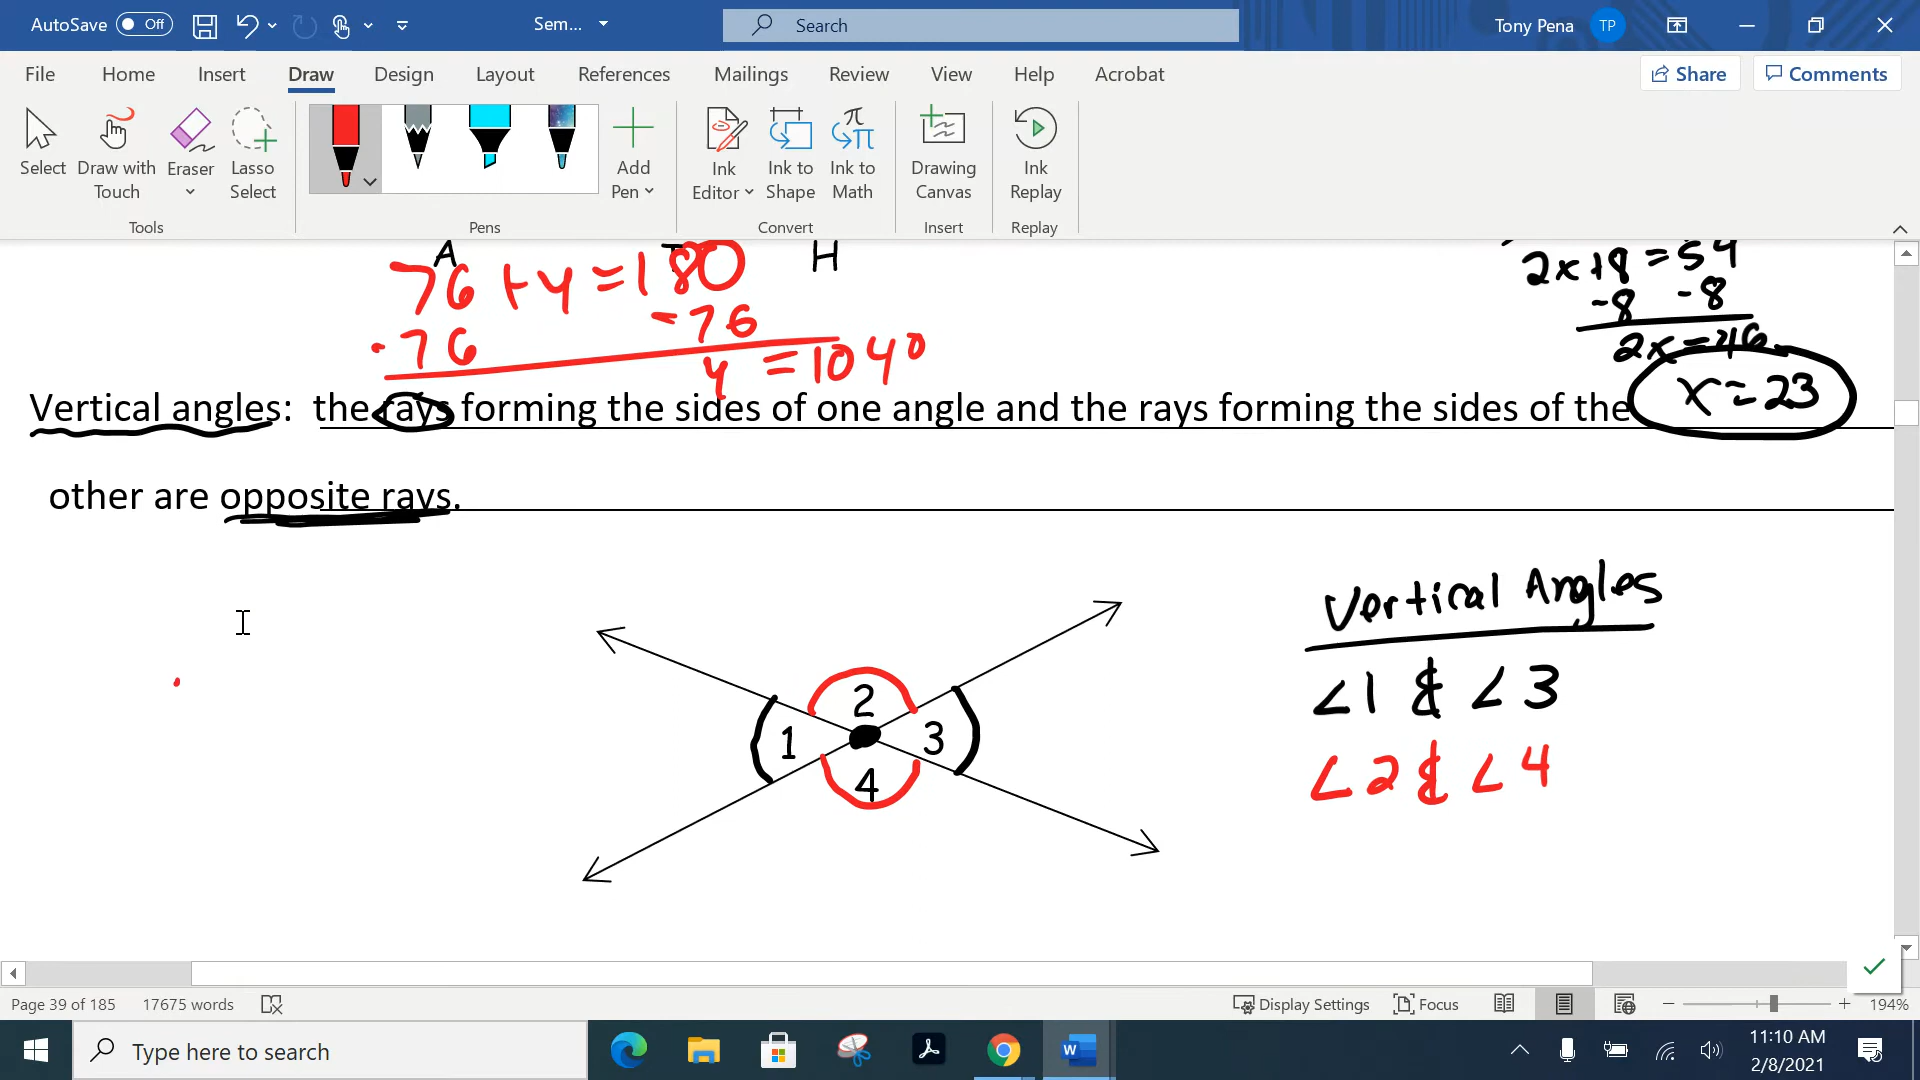 AutoSave Off Sem... Search Tony Pena TP
File Home Insert Draw Design Layout References Mailings Review View Help Acrobat Share Comments
Select Draw with Touch Eraser Lasso Select Add Pen Ink Editor Ink to Shape Ink to Math Drawing Canvas Ink Replay
Tools Pens Convert Insert Replay
A H
76 + y = 180
-76 -76
y = 104°
2x + 8 = 54
-8 -8
2x = 46
x = 23
Vertical angles: the rays forming the sides of one angle and the rays forming the sides of the
other are opposite rays.
Vertical Angles
∠1 & ∠3
∠2 & ∠4
2
1 3
4
Page 39 of 185 17675 words Display Settings Focus 194%
Type here to search
11:10 AM
2/8/2021